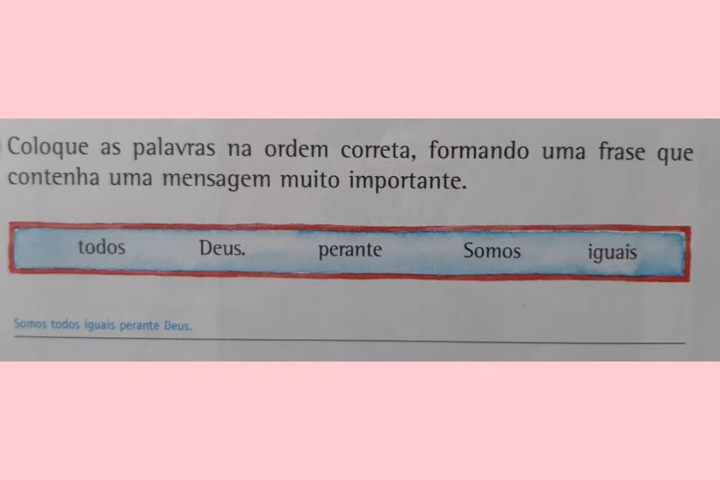 Coloque as palavras na ordem correta, formando uma frase que
contenha uma mensagem muito importante.
todos Deus. perante Somos iguais
Somos todos iguais perante Deus.